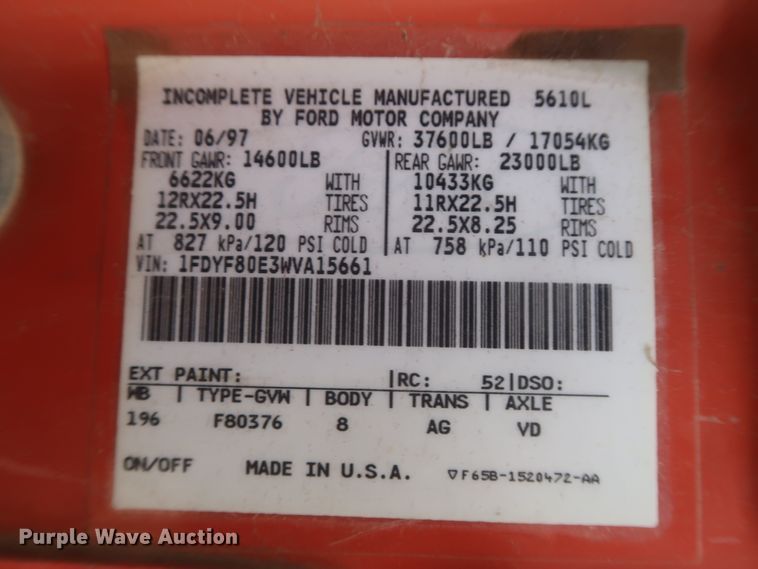 INCOMPLETE VEHICLE MANUFACTURED 5610L
BY FORD MOTOR COMPANY
DATE: 06/97 GVWR: 37600LB / 17054KG
FRONT GAWR: 14600LB REAR GAWR: 23000LB
6622KG WITH 10433KG WITH
12RX22.5H TIRES 11RX22.5H TIRES
22.5X9.00 RIMS 22.5X8.25 RIMS
AT 827 kPa/120 PSI COLD AT 758 kPa/110 PSI COLD
VIN: 1FDYF80E3WVA15661
EXT PAINT: |RC: 52|DSO:
WB | TYPE-GVW | BODY | TRANS | AXLE
196 F80376 8 AG VD
ON/OFF MADE IN U.S.A. ▽F65B-1520472-AA
Purple Wave Auction